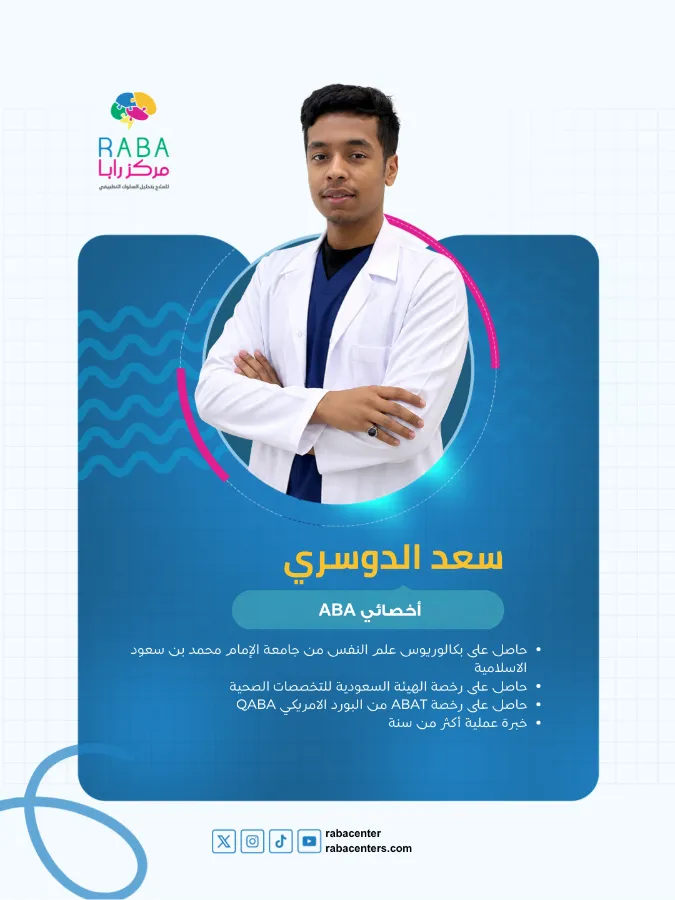 RABA
مركز رابا
للعلاج بتحليل السلوك التطبيقي
سعد الدوسري
أخصائي ABA
• حاصل على بكالوريوس علم النفس من جامعة الإمام محمد بن سعود
الاسلامية
• حاصل على رخصة الهيئة السعودية للتخصصات الصحية
• حاصل على رخصة ABAT من البورد الامريكي QABA
• خبرة عملية أكثر من سنة
rabacenter
rabacenters.com